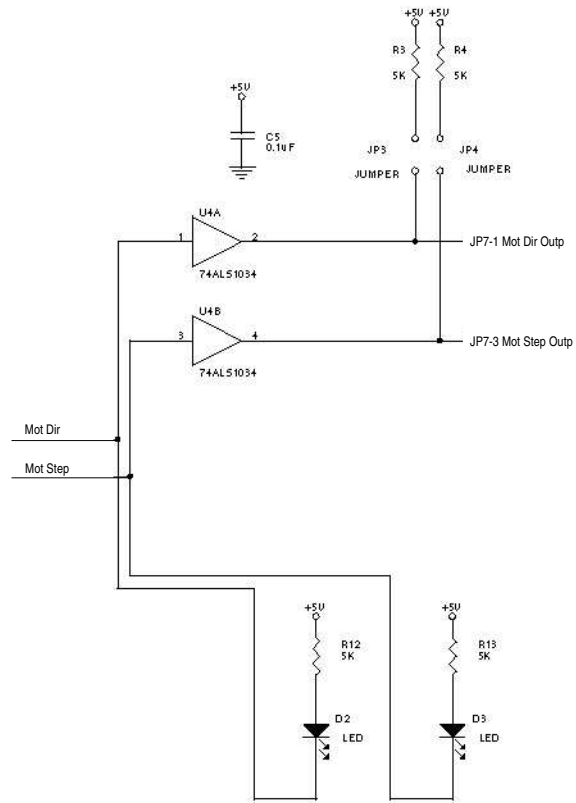 +5V +5V
R3 R4
5K 5K
+5V
C5
0.1uF
JP3 JP4
JUMPER JUMPER
U4A
1 2
JP7-1 Mot Dir Outp
74ALS1034
U4B
3 4
JP7-3 Mot Step Outp
74ALS1034
Mot Dir
Mot Step
+5V +5V
R12 R13
5K 5K
D2 D3
LED LED